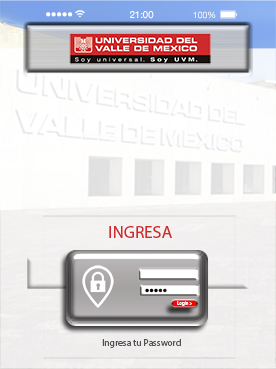 21:00 100%
UNIVERSIDAD DEL
VALLE DE MEXICO
Soy universal. Soy UVM.
UNIVERSIDAD DEL
VALLE DE MEXICO
INGRESA
Login >
Ingresa tu Password